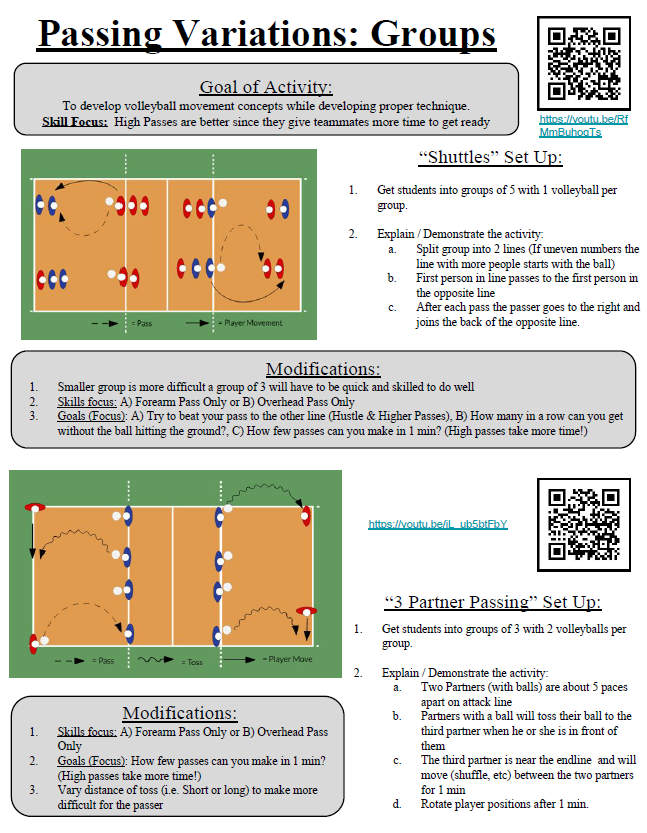 Passing Variations: Groups
Goal of Activity:
To develop volleyball movement concepts while developing proper technique.
Skill Focus: High Passes are better since they give teammates more time to get ready
https://youtu.be/Rf
MmBuhogTs
"Shuttles" Set Up:
1. Get students into groups of 5 with 1 volleyball per
group.
2. Explain / Demonstrate the activity:
a. Split group into 2 lines (If uneven numbers the
line with more people starts with the ball)
b. First person in line passes to the first person in
the opposite line
c. After each pass the passer goes to the right and
joins the back of the opposite line.
= Pass
= Player Movement
Modifications:
1. Smaller group is more difficult a group of 3 will have to be quick and skilled to do well
2. Skills focus: A) Forearm Pass Only or B) Overhead Pass Only
3. Goals (Focus): A) Try to beat your pass to the other line (Hustle & Higher Passes), B) How many in a row can you get
without the ball hitting the ground?, C) How few passes can you make in 1 min? (High passes take more time!)
https://youtu.be/iL_ub5btFbY
= Pass
= Toss
= Player Move
"3 Partner Passing" Set Up:
1. Get students into groups of 3 with 2 volleyballs per
group.
2. Explain / Demonstrate the activity:
a. Two Partners (with balls) are about 5 paces
apart on attack line
b. Partners with a ball will toss their ball to the
third partner when he or she is in front of
them
c. The third partner is near the endline and will
move (shuffle, etc) between the two partners
for 1 min
d. Rotate player positions after 1 min.
Modifications:
1. Skills focus: A) Forearm Pass Only or B) Overhead Pass
Only
2. Goals (Focus): How few passes can you make in 1 min?
(High passes take more time!)
3. Vary distance of toss (i.e. Short or long) to make more
difficult for the passer